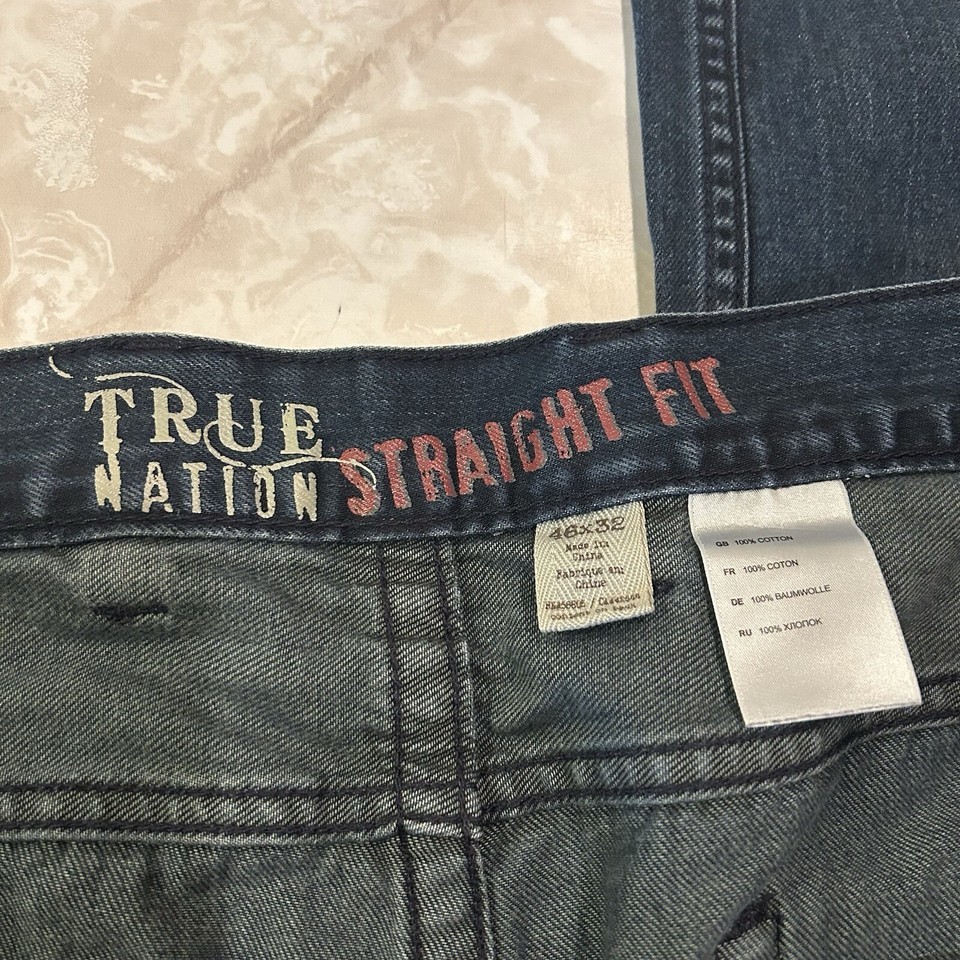 TRUE
NATION
STRAIGHT FIT
46x32
Made in
China
Fabrique en:
Chine
GB 100% COTTON
FR 100% COTON
DE 100% BAUMWOLLE
RU 100% ХЛОПОК